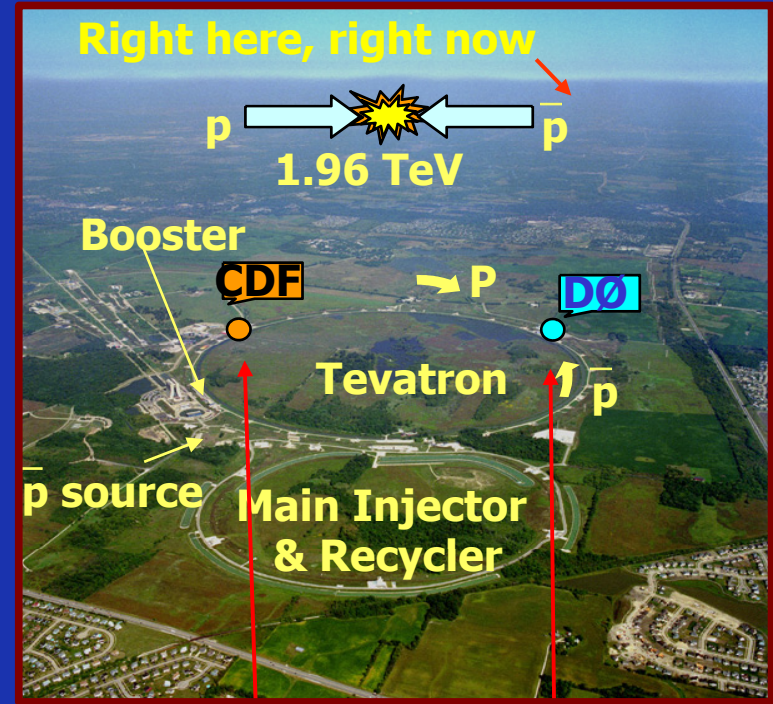 Right here, right now
p
p̅
1.96 TeV
Booster
CDF
P
DØ
Tevatron
p̅
p̅ source
Main Injector
& Recycler